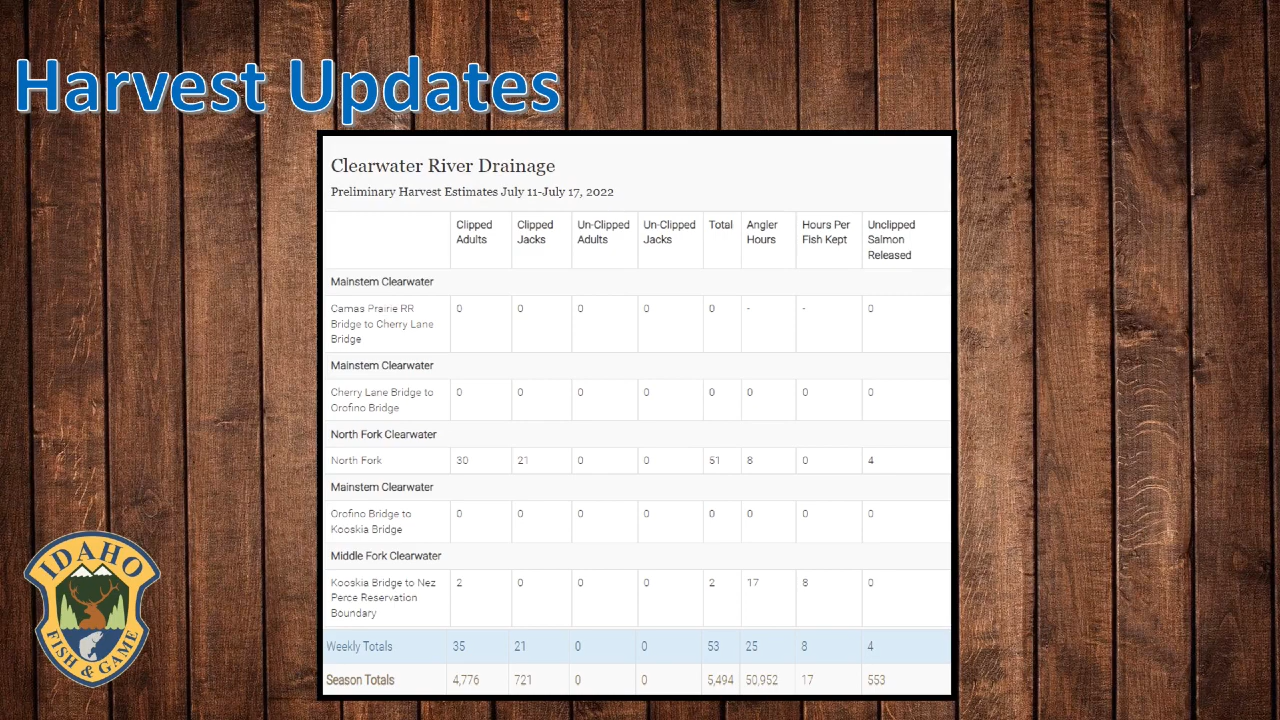 Harvest Updates
Clearwater River Drainage
Preliminary Harvest Estimates July 11-July 17, 2022
Clipped Adults Clipped Jacks Un-Clipped Adults Un-Clipped Jacks Total Angler Hours Hours Per Fish Kept Unclipped Salmon Released
Mainstem Clearwater
Camas Prairie RR Bridge to Cherry Lane Bridge 0 0 0 0 0 - - 0
Mainstem Clearwater
Cherry Lane Bridge to Orofino Bridge 0 0 0 0 0 0 0 0
North Fork Clearwater
North Fork 30 21 0 0 51 8 0 4
Mainstem Clearwater
Orofino Bridge to Kooskia Bridge 0 0 0 0 0 0 0 0
Middle Fork Clearwater
Kooskia Bridge to Nez Perce Reservation Boundary 2 0 0 0 2 17 8 0
Weekly Totals 35 21 0 0 53 25 8 4
Season Totals 4,776 721 0 0 5,494 50,952 17 553
IDAHO
FISH & GAME